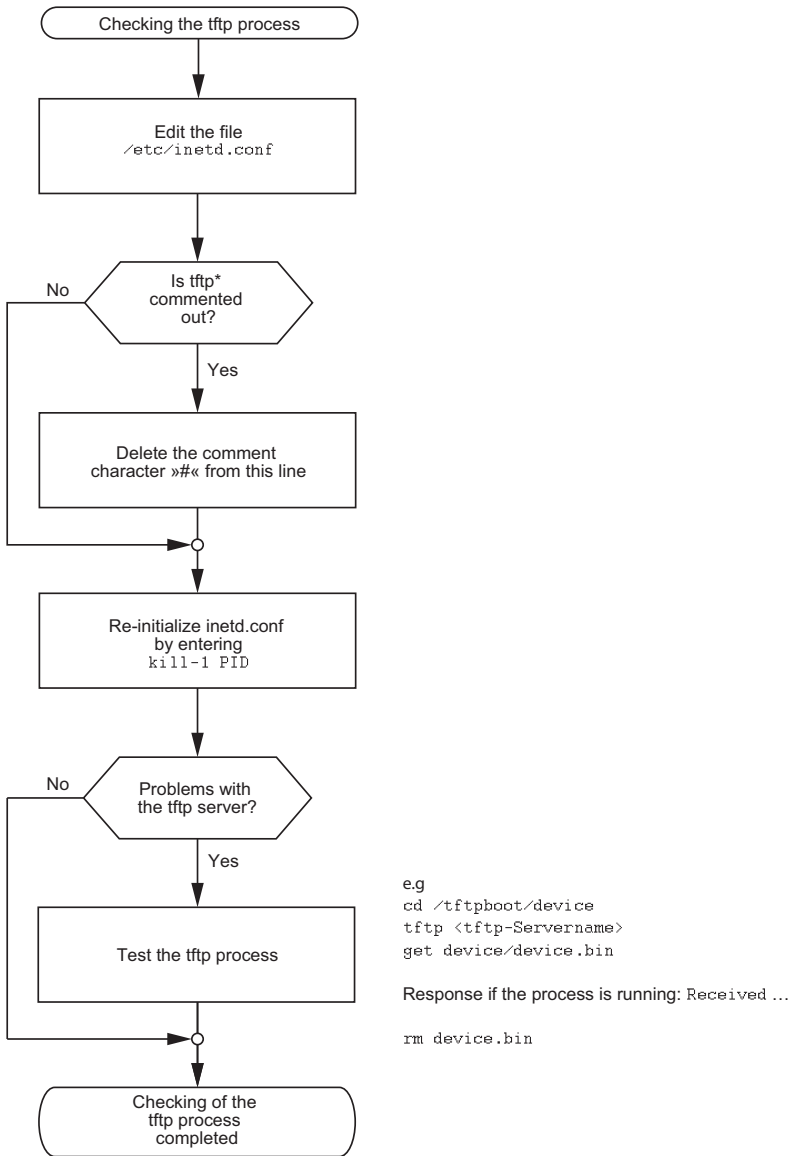 Checking the tftp process
Edit the file
/etc/inetd.conf
Is tftp*
commented
out?
No
Yes
Delete the comment
character »#« from this line
Re-initialize inetd.conf
by entering
kill-1 PID
No
Problems with
the tftp server?
Yes
Test the tftp process
e.g
cd /tftpboot/device
tftp <tftp-Servername>
get device/device.bin
Response if the process is running: Received …
rm device.bin
Checking of the
tftp process
completed